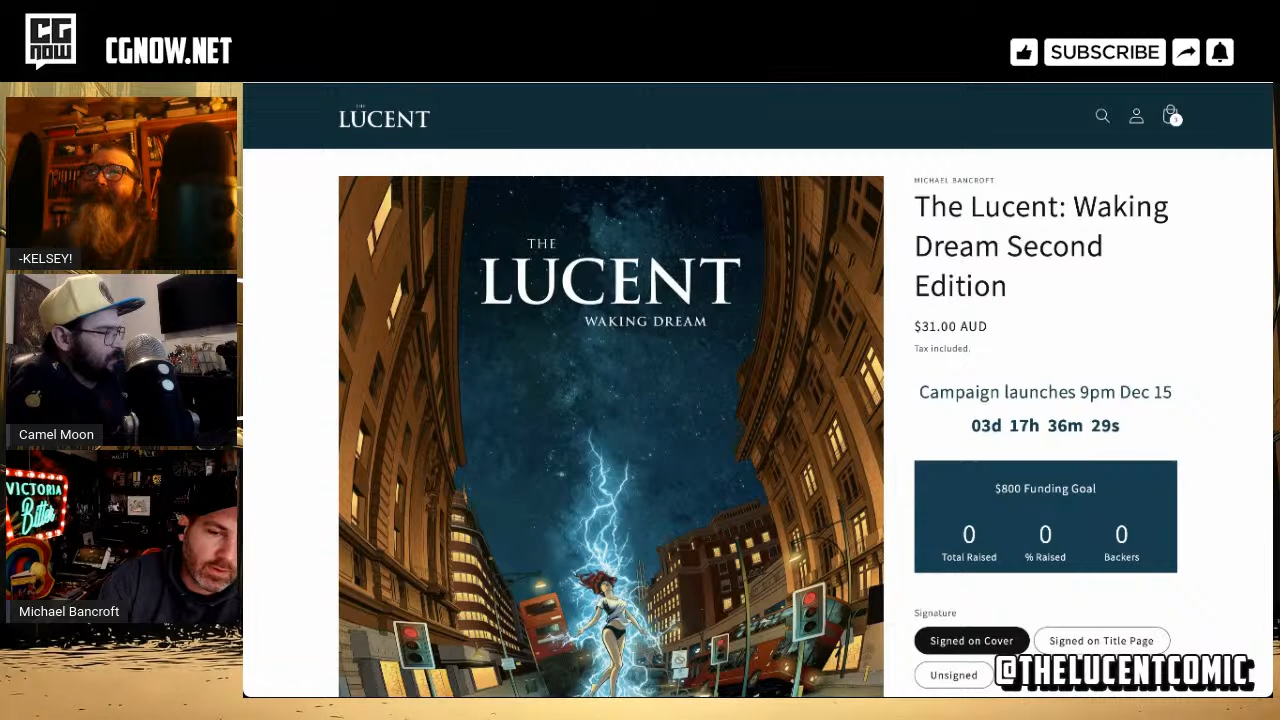 CG
NOW
CGNOW.NET
SUBSCRIBE
-KELSEY!
Camel Moon
VICTORIA
Bitter
Michael Bancroft
THE
LUCENT
3
THE
LUCENT
WAKING DREAM
MICHAEL BANCROFT
The Lucent: Waking
Dream Second
Edition
$31.00 AUD
Tax included.
Campaign launches 9pm Dec 15
03d 17h 36m 29s
$800 Funding Goal
0 0 0
Total Raised % Raised Backers
Signature
Signed on Cover Signed on Title Page
Unsigned
@THELUCENTCOMIC